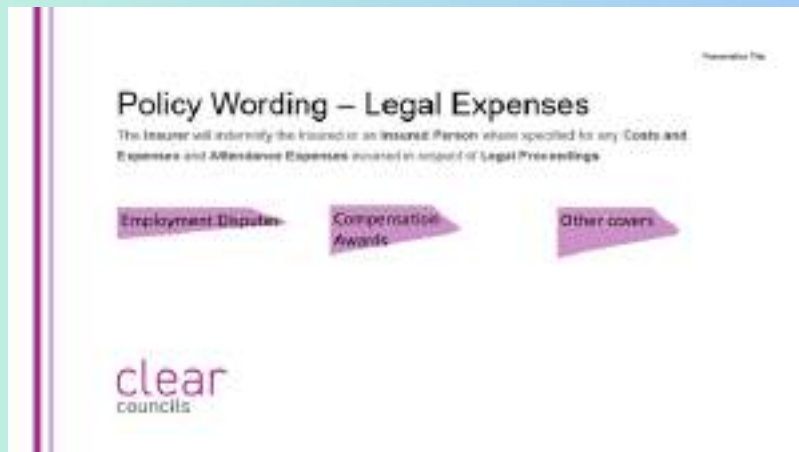 Presentation Title
Policy Wording – Legal Expenses
The Insurer will indemnify the Insured or an Insured Person where specified for any Costs and
Expenses and Attendance Expenses incurred in respect of Legal Proceedings
Employment Disputes
Compensation
Awards
Other covers
clear
councils